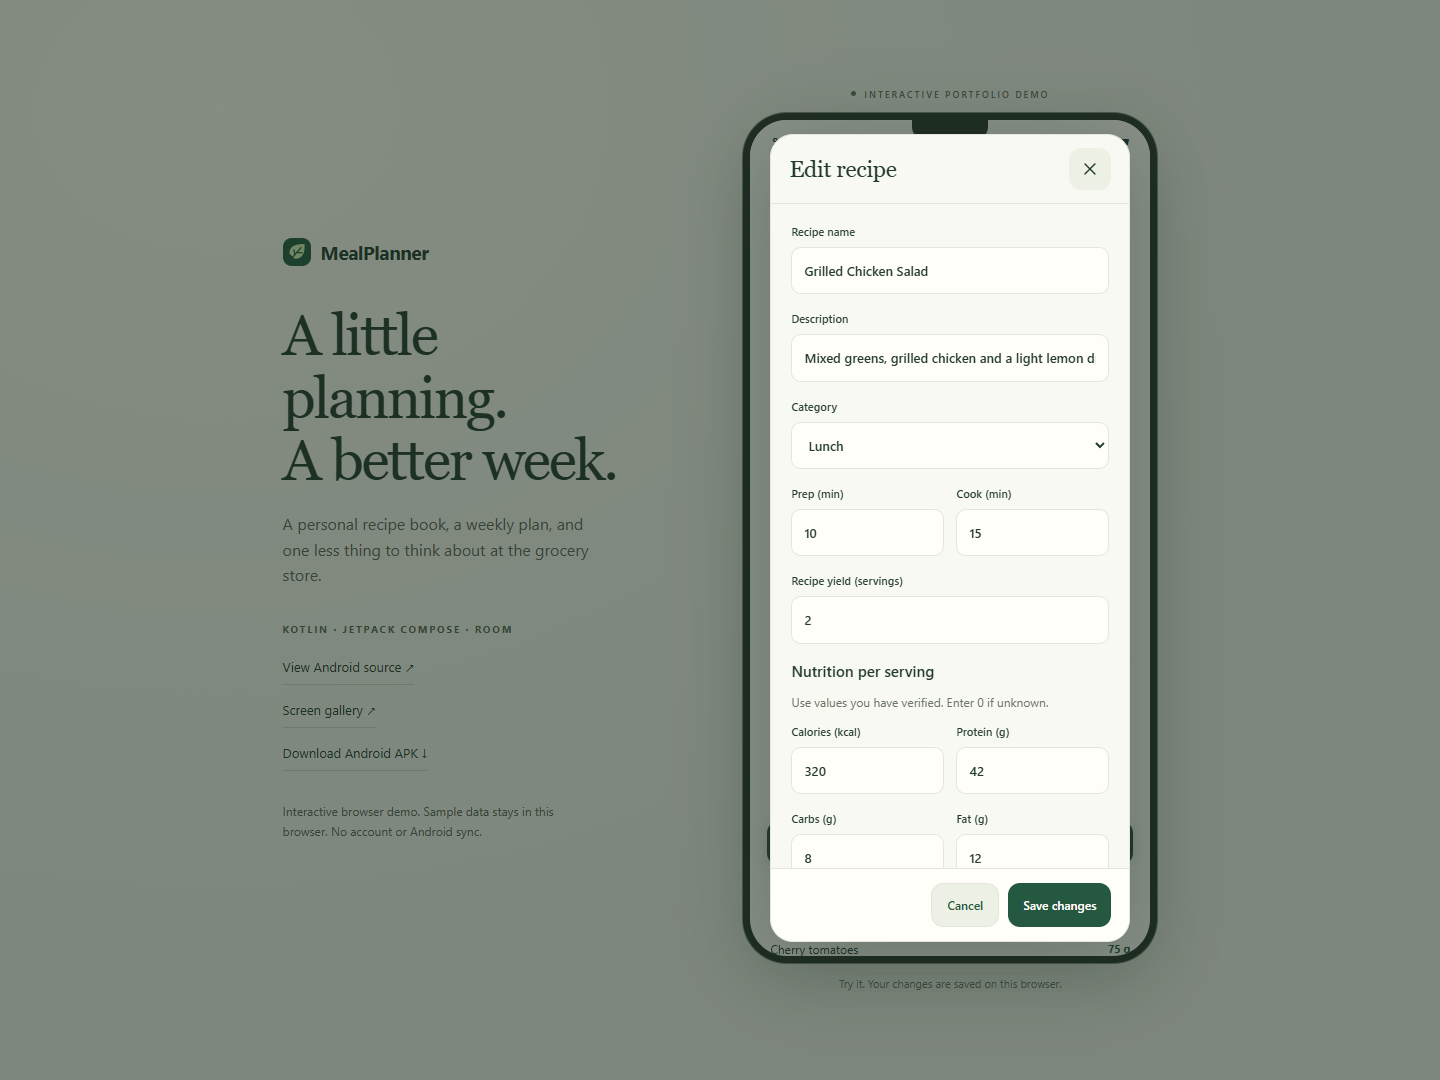 MealPlanner
A little
planning.
A better week.
A personal recipe book, a weekly plan, and
one less thing to think about at the grocery
store.
KOTLIN · JETPACK COMPOSE · ROOM
View Android source ↗
Screen gallery ↗
Download Android APK ↓
Interactive browser demo. Sample data stays in this
browser. No account or Android sync.
INTERACTIVE PORTFOLIO DEMO
Edit recipe
Recipe name
Grilled Chicken Salad
Description
Mixed greens, grilled chicken and a light lemon d
Category
Lunch
Prep (min) Cook (min)
10 15
Recipe yield (servings)
2
Nutrition per serving
Use values you have verified. Enter 0 if unknown.
Calories (kcal) Protein (g)
320 42
Carbs (g) Fat (g)
8 12
Cancel Save changes
Cherry tomatoes 75 g
Try it. Your changes are saved on this browser.